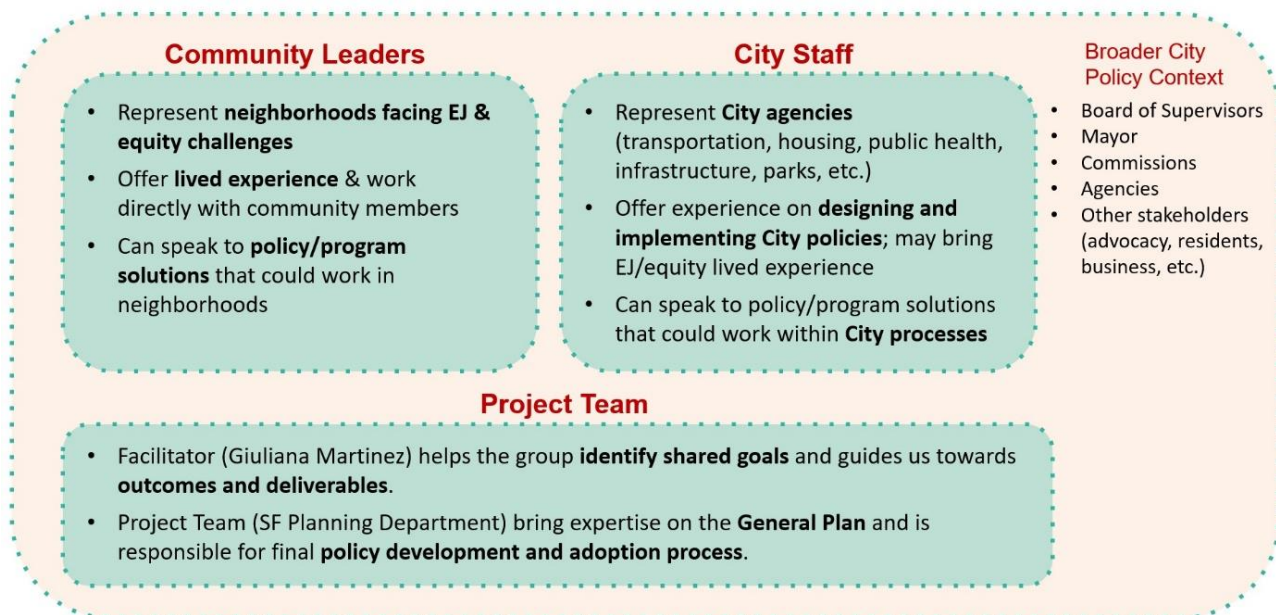 Community Leaders
• Represent neighborhoods facing EJ &
equity challenges
• Offer lived experience & work
directly with community members
• Can speak to policy/program
solutions that could work in
neighborhoods
City Staff
• Represent City agencies
(transportation, housing, public health,
infrastructure, parks, etc.)
• Offer experience on designing and
implementing City policies; may bring
EJ/equity lived experience
• Can speak to policy/program solutions
that could work within City processes
Broader City
Policy Context
• Board of Supervisors
• Mayor
• Commissions
• Agencies
• Other stakeholders
(advocacy, residents,
business, etc.)
Project Team
• Facilitator (Giuliana Martinez) helps the group identify shared goals and guides us towards
outcomes and deliverables.
• Project Team (SF Planning Department) bring expertise on the General Plan and is
responsible for final policy development and adoption process.